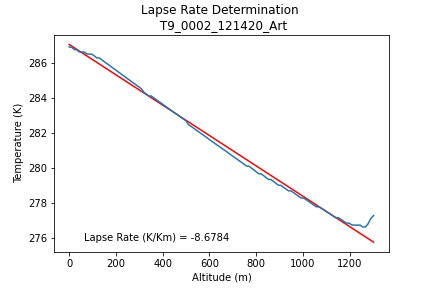 Lapse Rate Determination
T9_0002_121420_Art
Temperature (K)
286
284
282
280
278
276
Lapse Rate (K/Km) = -8.6784
0 200 400 600 800 1000 1200
Altitude (m)